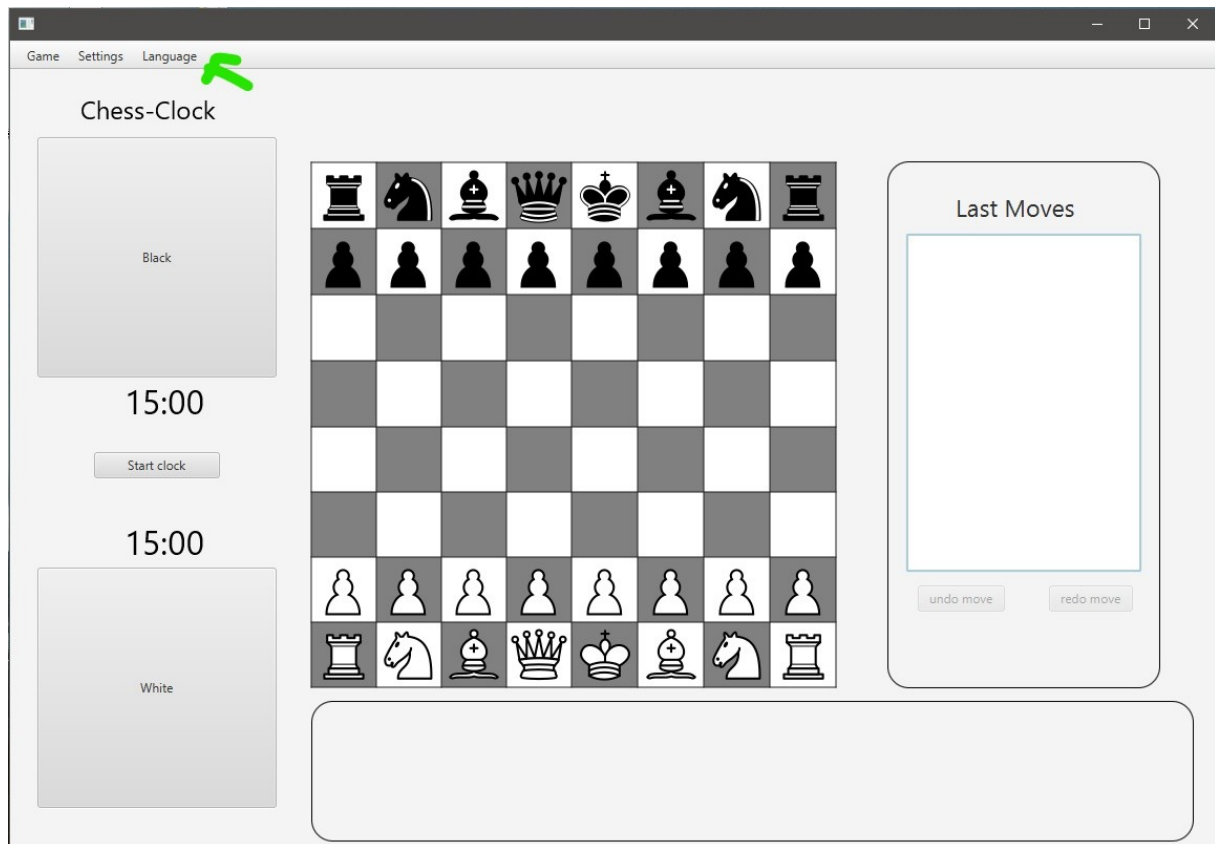 Game Settings Language
Chess-Clock
Black
15:00
Start clock
15:00
White
Last Moves
undo move redo move